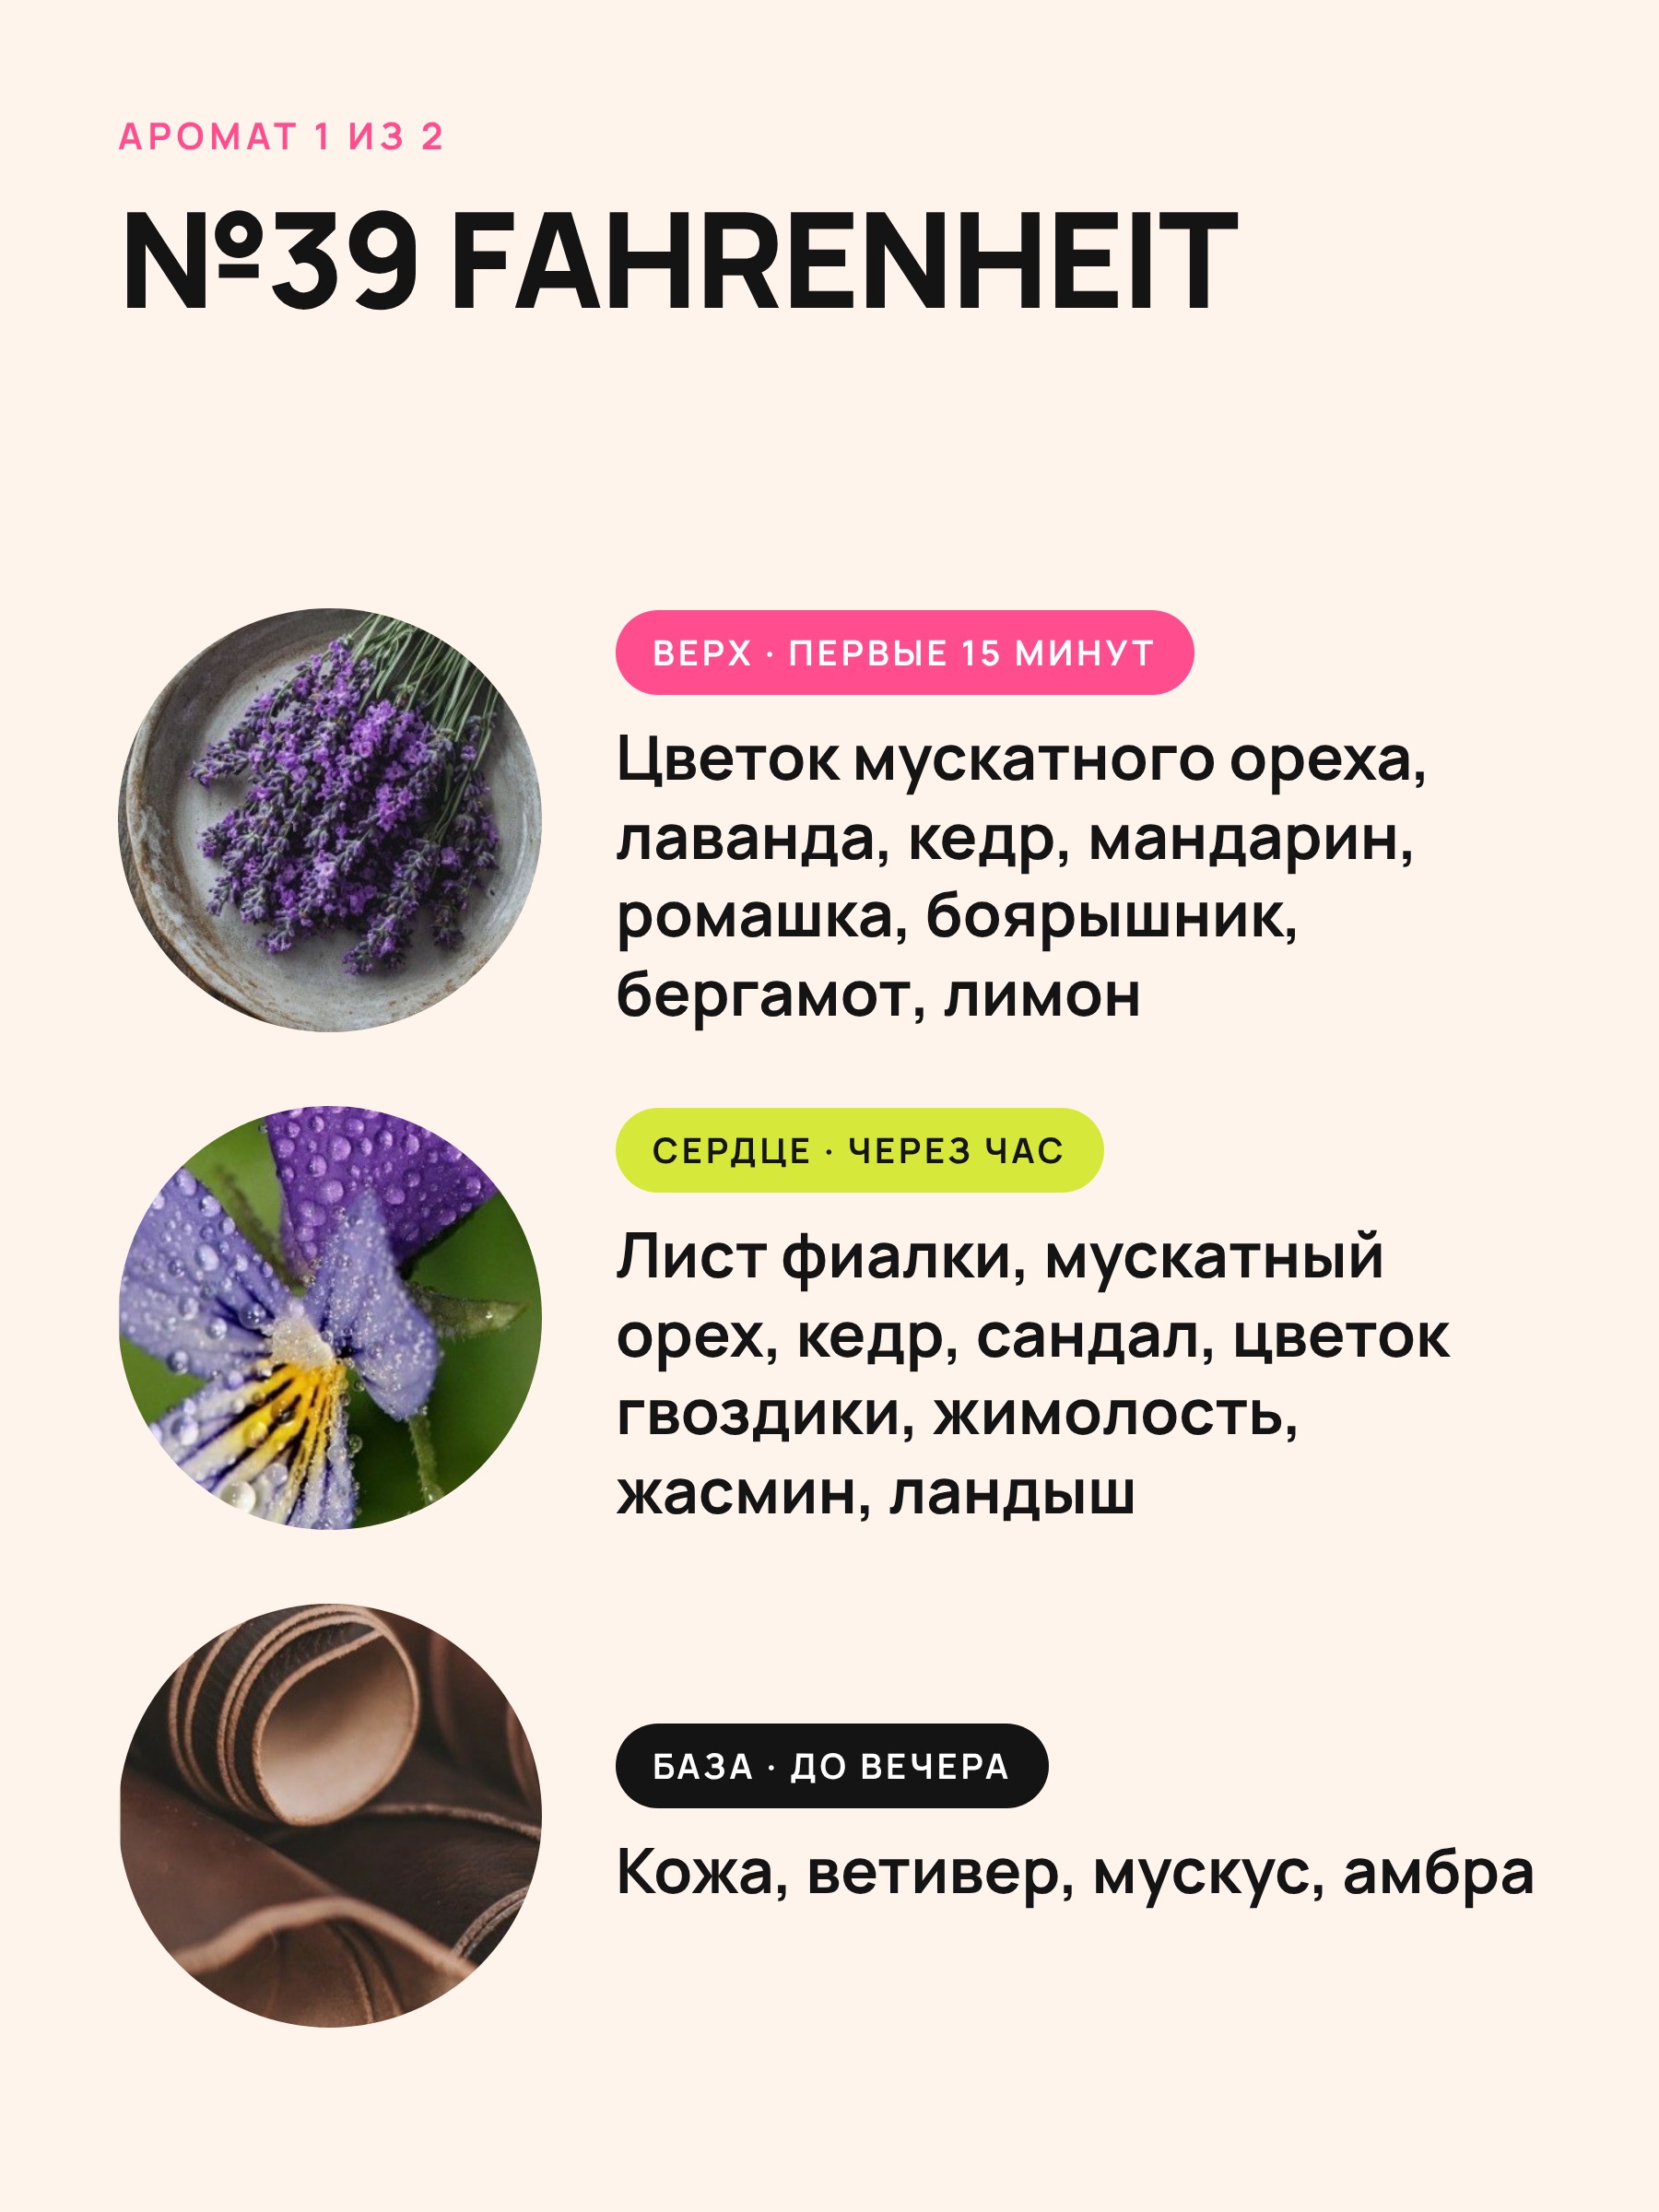 АРОМАТ 1 ИЗ 2
№39 FAHRENHEIT
ВЕРХ · ПЕРВЫЕ 15 МИНУТ
Цветок мускатного ореха,
лаванда, кедр, мандарин,
ромашка, боярышник,
бергамот, лимон
СЕРДЦЕ · ЧЕРЕЗ ЧАС
Лист фиалки, мускатный
орех, кедр, сандал, цветок
гвоздики, жимолость,
жасмин, ландыш
БАЗА · ДО ВЕЧЕРА
Кожа, ветивер, мускус, амбра